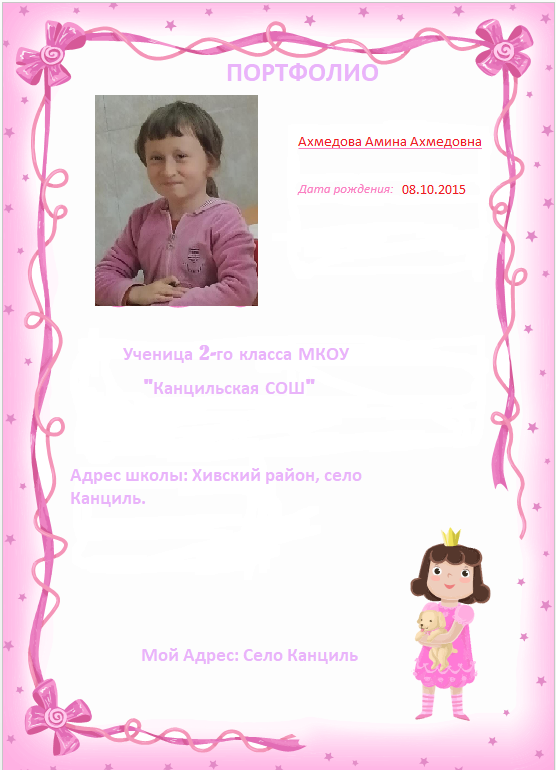 ПОРТФОЛИО
Ахмедова Амина Ахмедовна
Дата рождения: 08.10.2015
Ученица 2-го класса МКОУ
"Канцильская СОШ"
Адрес школы: Хивский район, село
Канциль.
Мой Адрес: Село Канциль